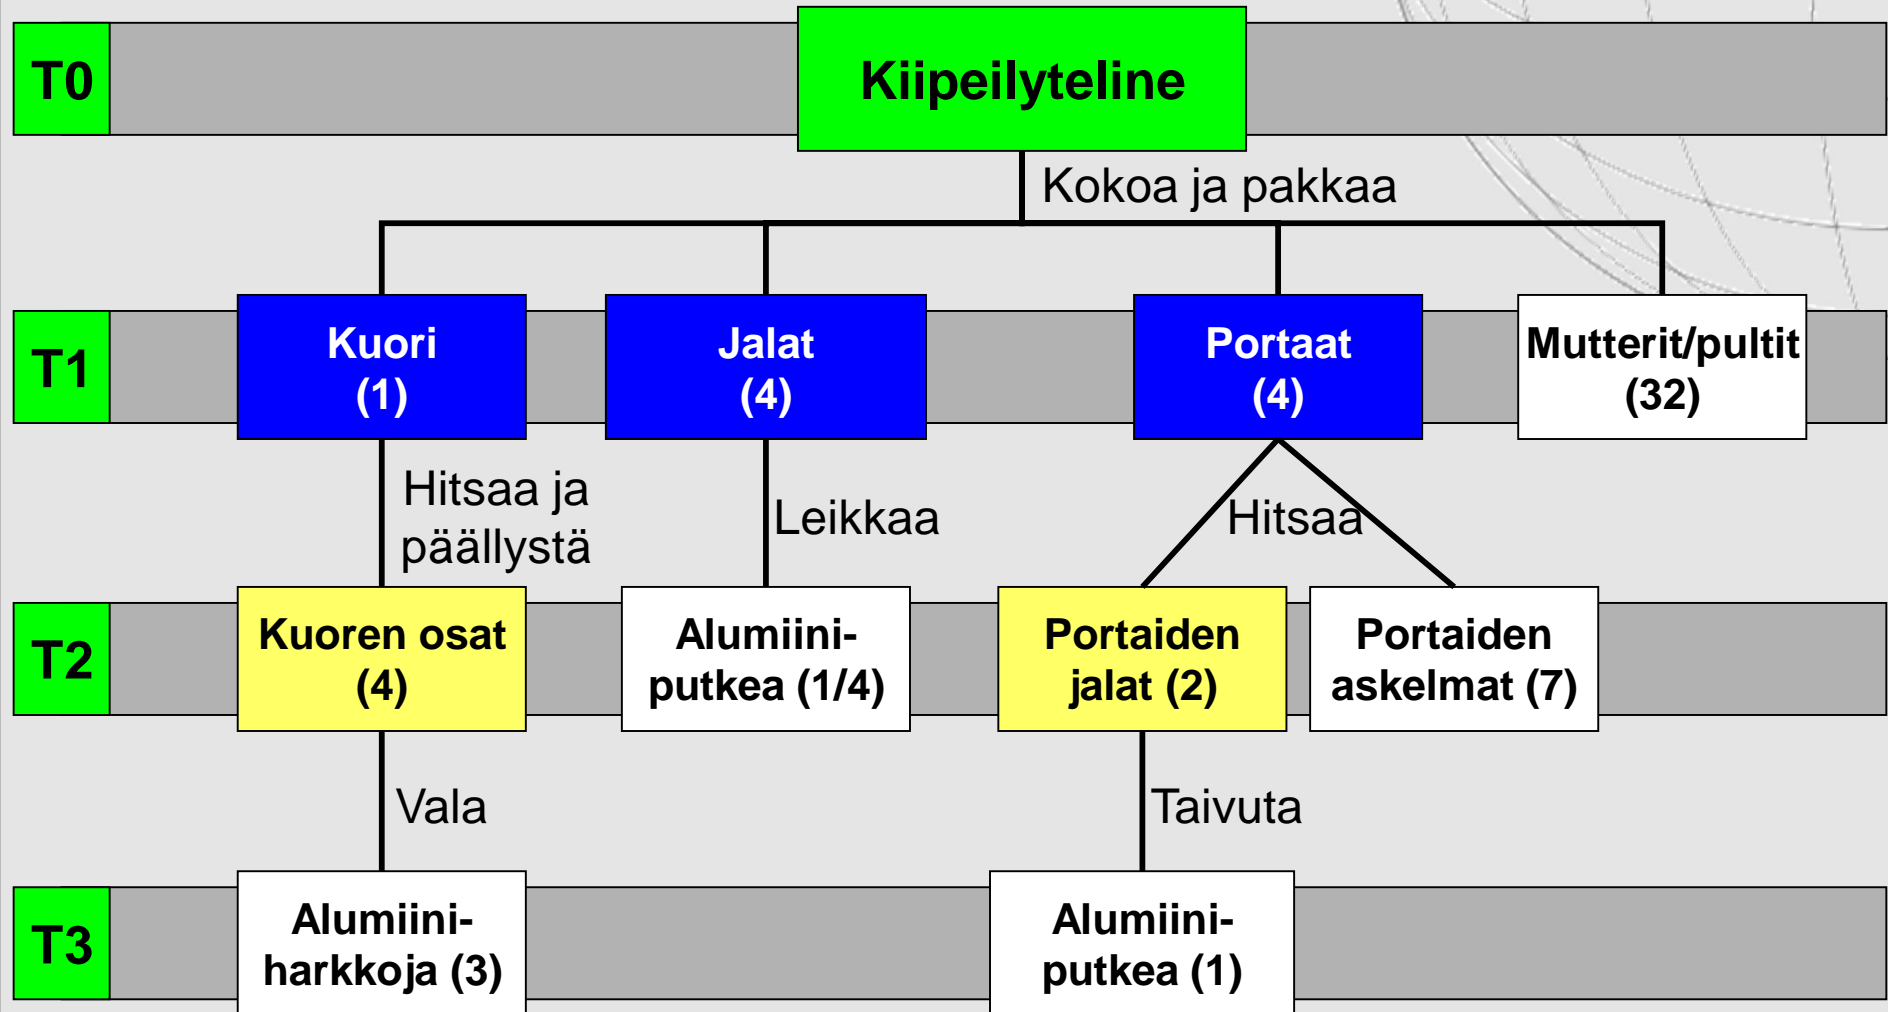 T0
Kiipeilyteline
Kokoa ja pakkaa
T1
Kuori
(1)
Jalat
(4)
Portaat
(4)
Mutterit/pultit
(32)
Hitsaa ja
päällystä
Leikkaa
Hitsaa
T2
Kuoren osat
(4)
Alumiini-
putkea (1/4)
Portaiden
jalat (2)
Portaiden
askelmat (7)
Vala
Taivuta
T3
Alumiini-
harkkoja (3)
Alumiini-
putkea (1)